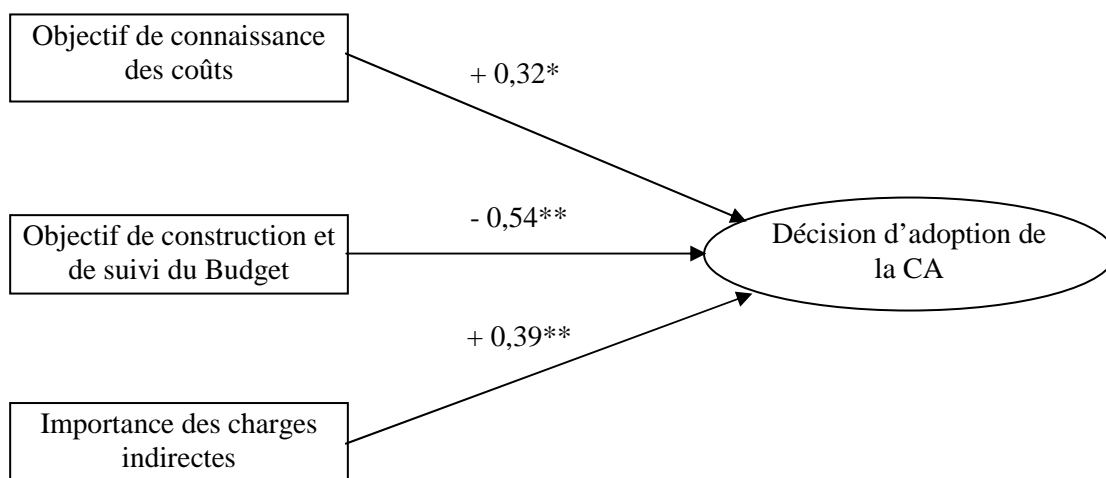 Objectif de connaissance
des coûts
+ 0,32*
Objectif de construction et
de suivi du Budget
- 0,54**
Décision d’adoption de
la CA
+ 0,39**
Importance des charges
indirectes